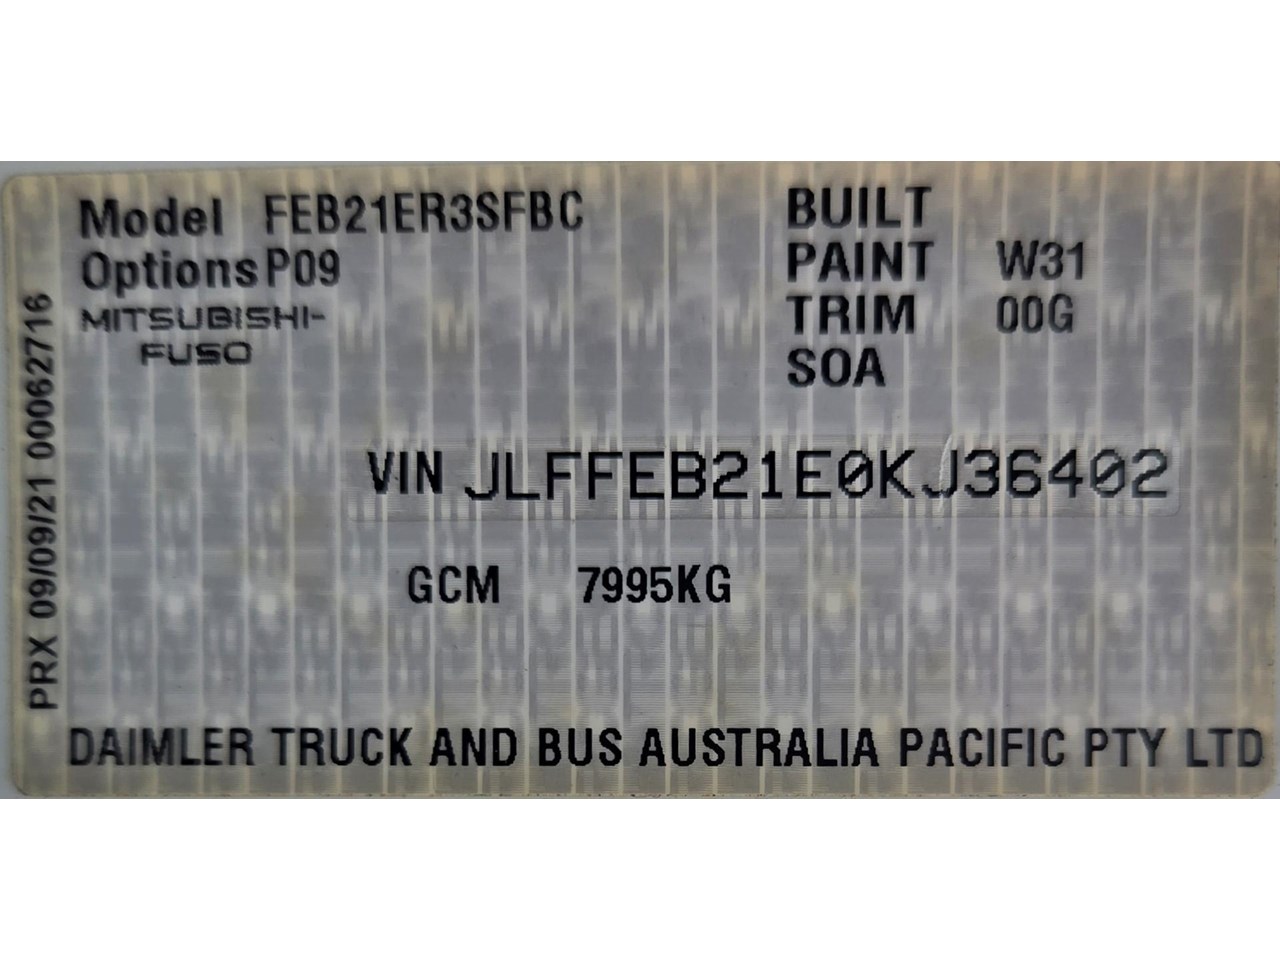 Model FEB21ER3SFBC
Options P09
MITSUBISHI-
FUSO
BUILT
PAINT W31
TRIM 00G
SOA
VIN JLFFEB21E0KJ36402
GCM 7995KG
DAIMLER TRUCK AND BUS AUSTRALIA PACIFIC PTY LTD
PRX 09/09/21 00062716